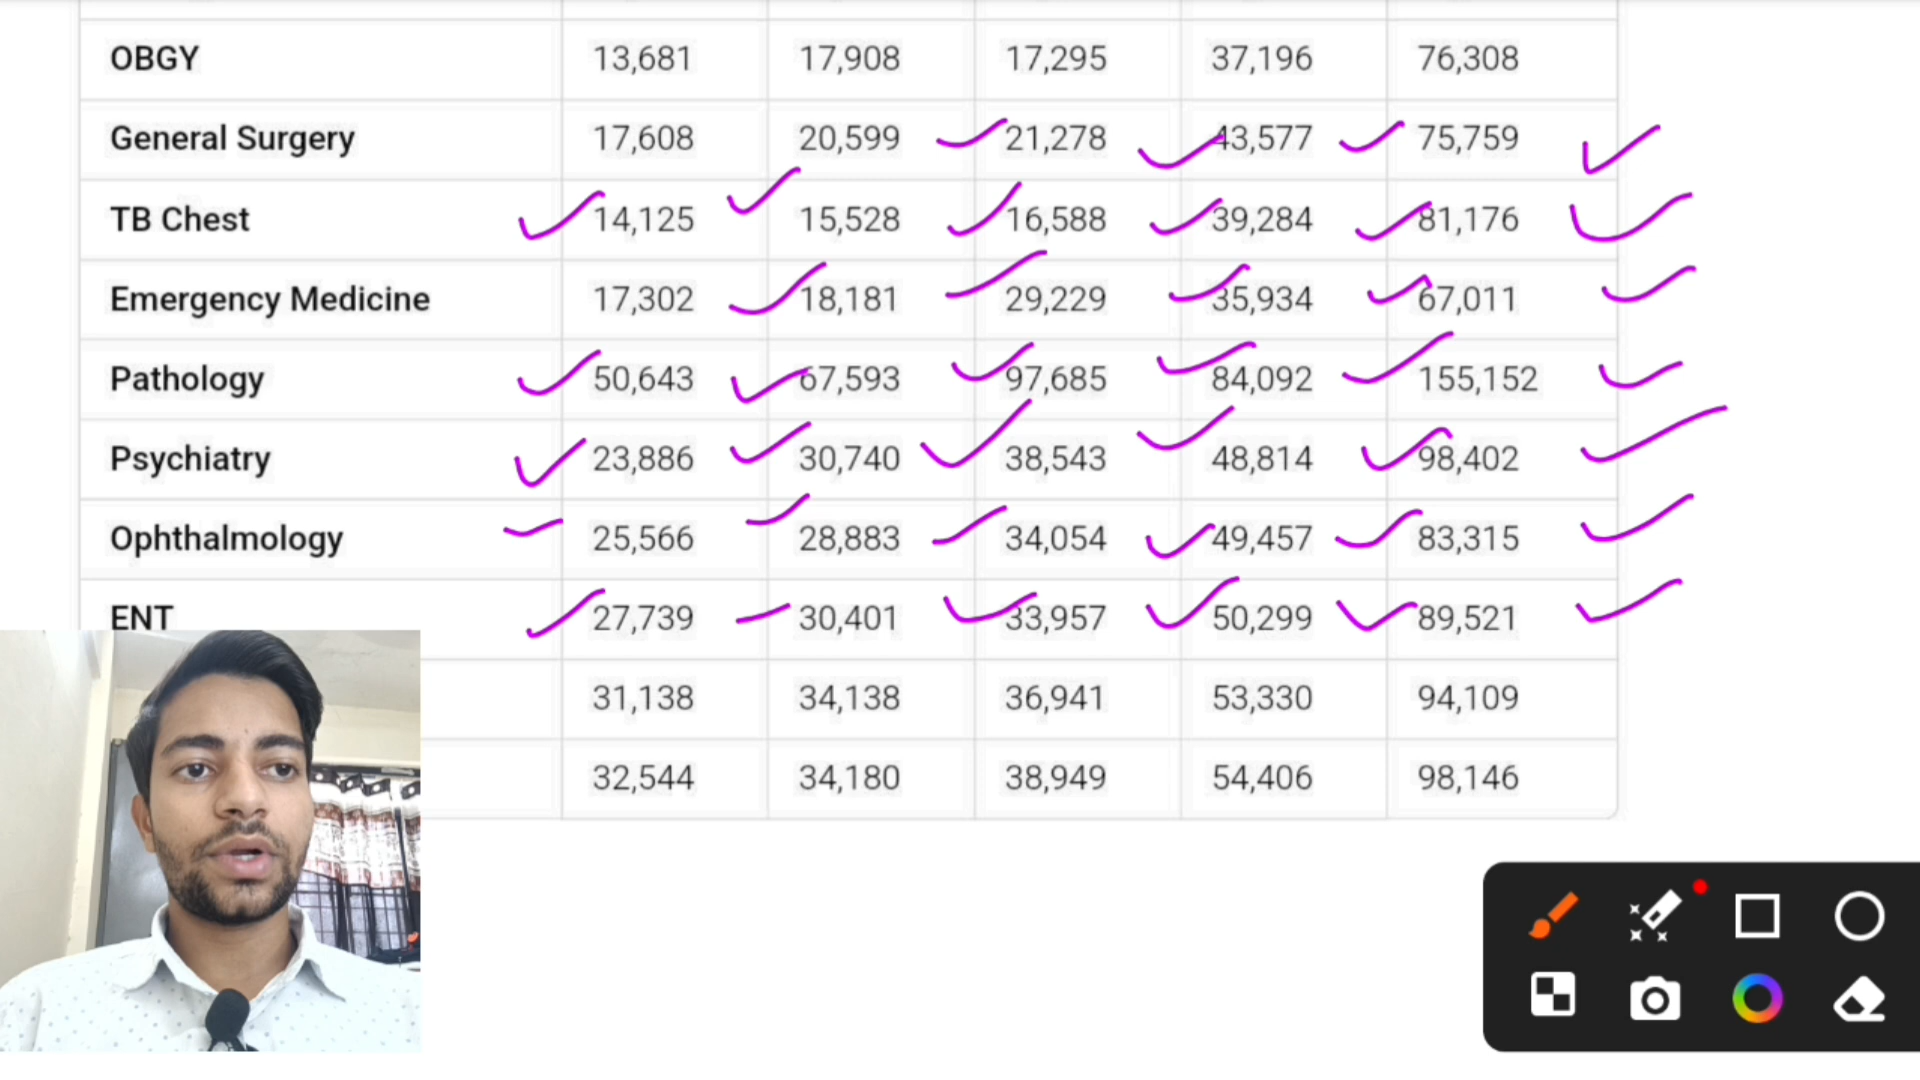 OBGY 13,681 17,908 17,295 37,196 76,308
General Surgery 17,608 20,599 21,278 43,577 75,759
TB Chest 14,125 15,528 16,588 39,284 81,176
Emergency Medicine 17,302 18,181 29,229 35,934 67,011
Pathology 50,643 67,593 97,685 84,092 155,152
Psychiatry 23,886 30,740 38,543 48,814 98,402
Ophthalmology 25,566 28,883 34,054 49,457 83,315
ENT 27,739 30,401 33,957 50,299 89,521
31,138 34,138 36,941 53,330 94,109
32,544 34,180 38,949 54,406 98,146